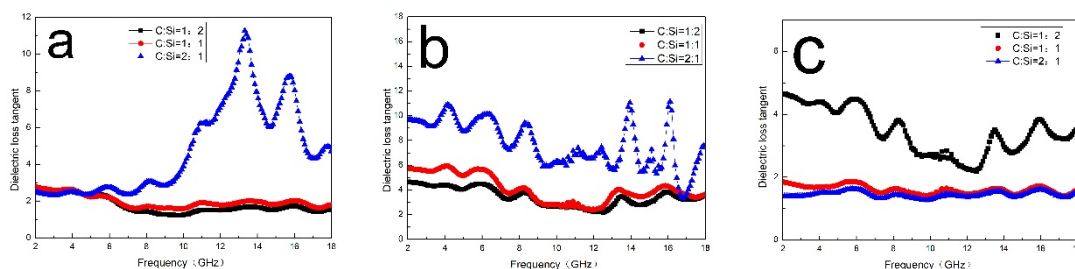 a
C:Si=1：2
C:Si=1：1
C:Si=2：1
Dielectric loss tangent
12
10
8
6
4
2
0
2 4 6 8 10 12 14 16 18
Frequency（GHz）
b
C:Si=1:2
C:Si=1:1
C:Si=2:1
Dielectric loss tangent
18
16
14
12
10
8
6
4
2
0
2 4 6 8 10 12 14 16 18
Frequency（GHz）
C
C:Si=1：2
C:Si=1：1
C:Si=2：1
Dielectric loss tangent
6
4
2
0
2 4 6 8 10 12 14 16 18
Frequency（GHz）